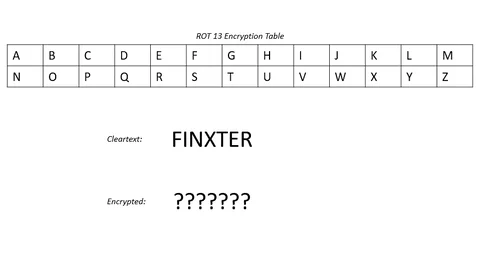 ROT 13 Encryption Table
A B C D E F G H I J K L M
N O P Q R S T U V W X Y Z
Cleartext: FINXTER
Encrypted: ???????